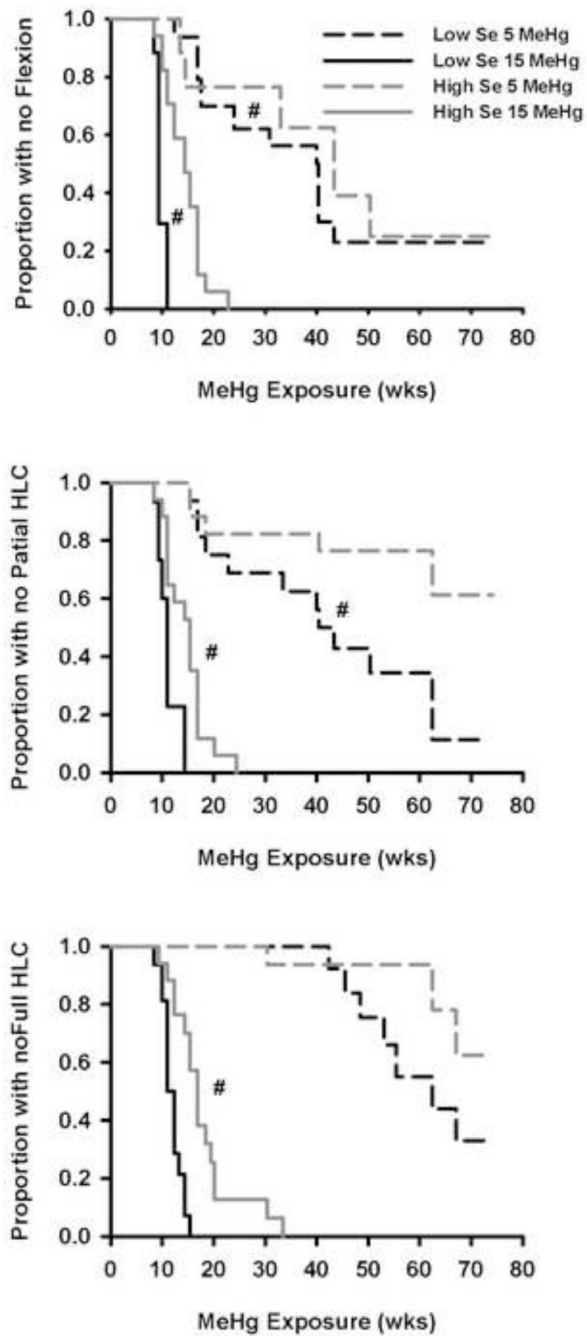 Low Se 5 MeHg
Low Se 15 MeHg
High Se 5 MeHg
High Se 15 MeHg
Proportion with no Flexion
1.0
0.8
0.6
0.4
0.2
0.0
#
#
0 10 20 30 40 50 60 70 80
MeHg Exposure (wks)
Proportion with no Patial HLC
1.0
0.8
0.6
0.4
0.2
0.0
#
#
0 10 20 30 40 50 60 70 80
MeHg Exposure (wks)
Proportion with noFull HLC
1.0
0.8
0.6
0.4
0.2
0.0
#
0 10 20 30 40 50 60 70 80
MeHg Exposure (wks)